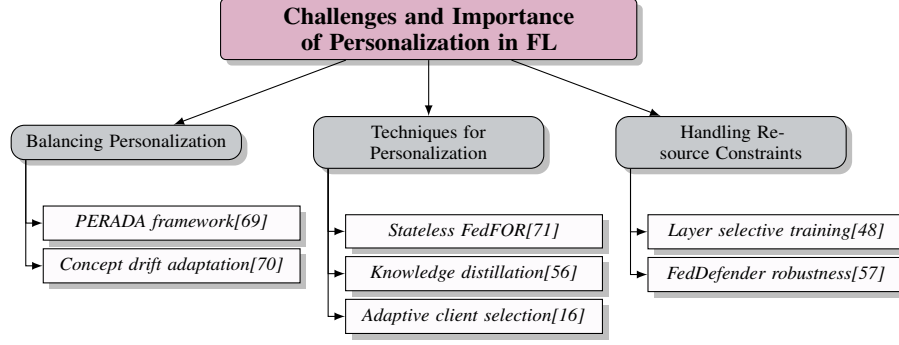 Challenges and Importance
of Personalization in FL
Balancing Personalization
PERADA framework[69]
Concept drift adaptation[70]
Techniques for
Personalization
Stateless FedFOR[71]
Knowledge distillation[56]
Adaptive client selection[16]
Handling Re-
source Constraints
Layer selective training[48]
FedDefender robustness[57]